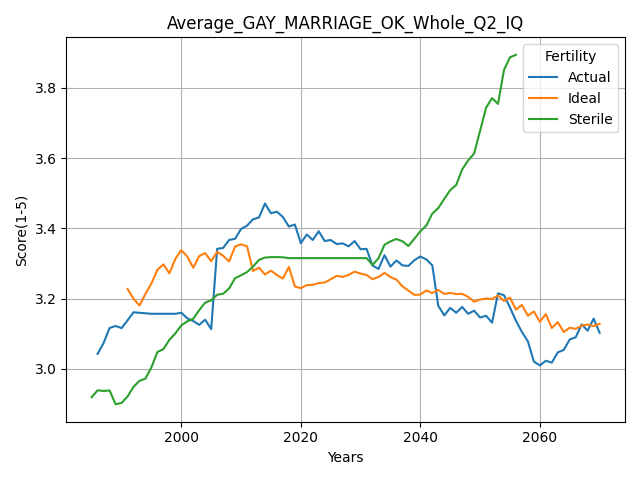 Average_GAY_MARRIAGE_OK_Whole_Q2_IQ
Fertility
Actual
Ideal
Sterile
Score(1-5)
3.8
3.6
3.4
3.2
3.0
2000
2020
2040
2060
Years